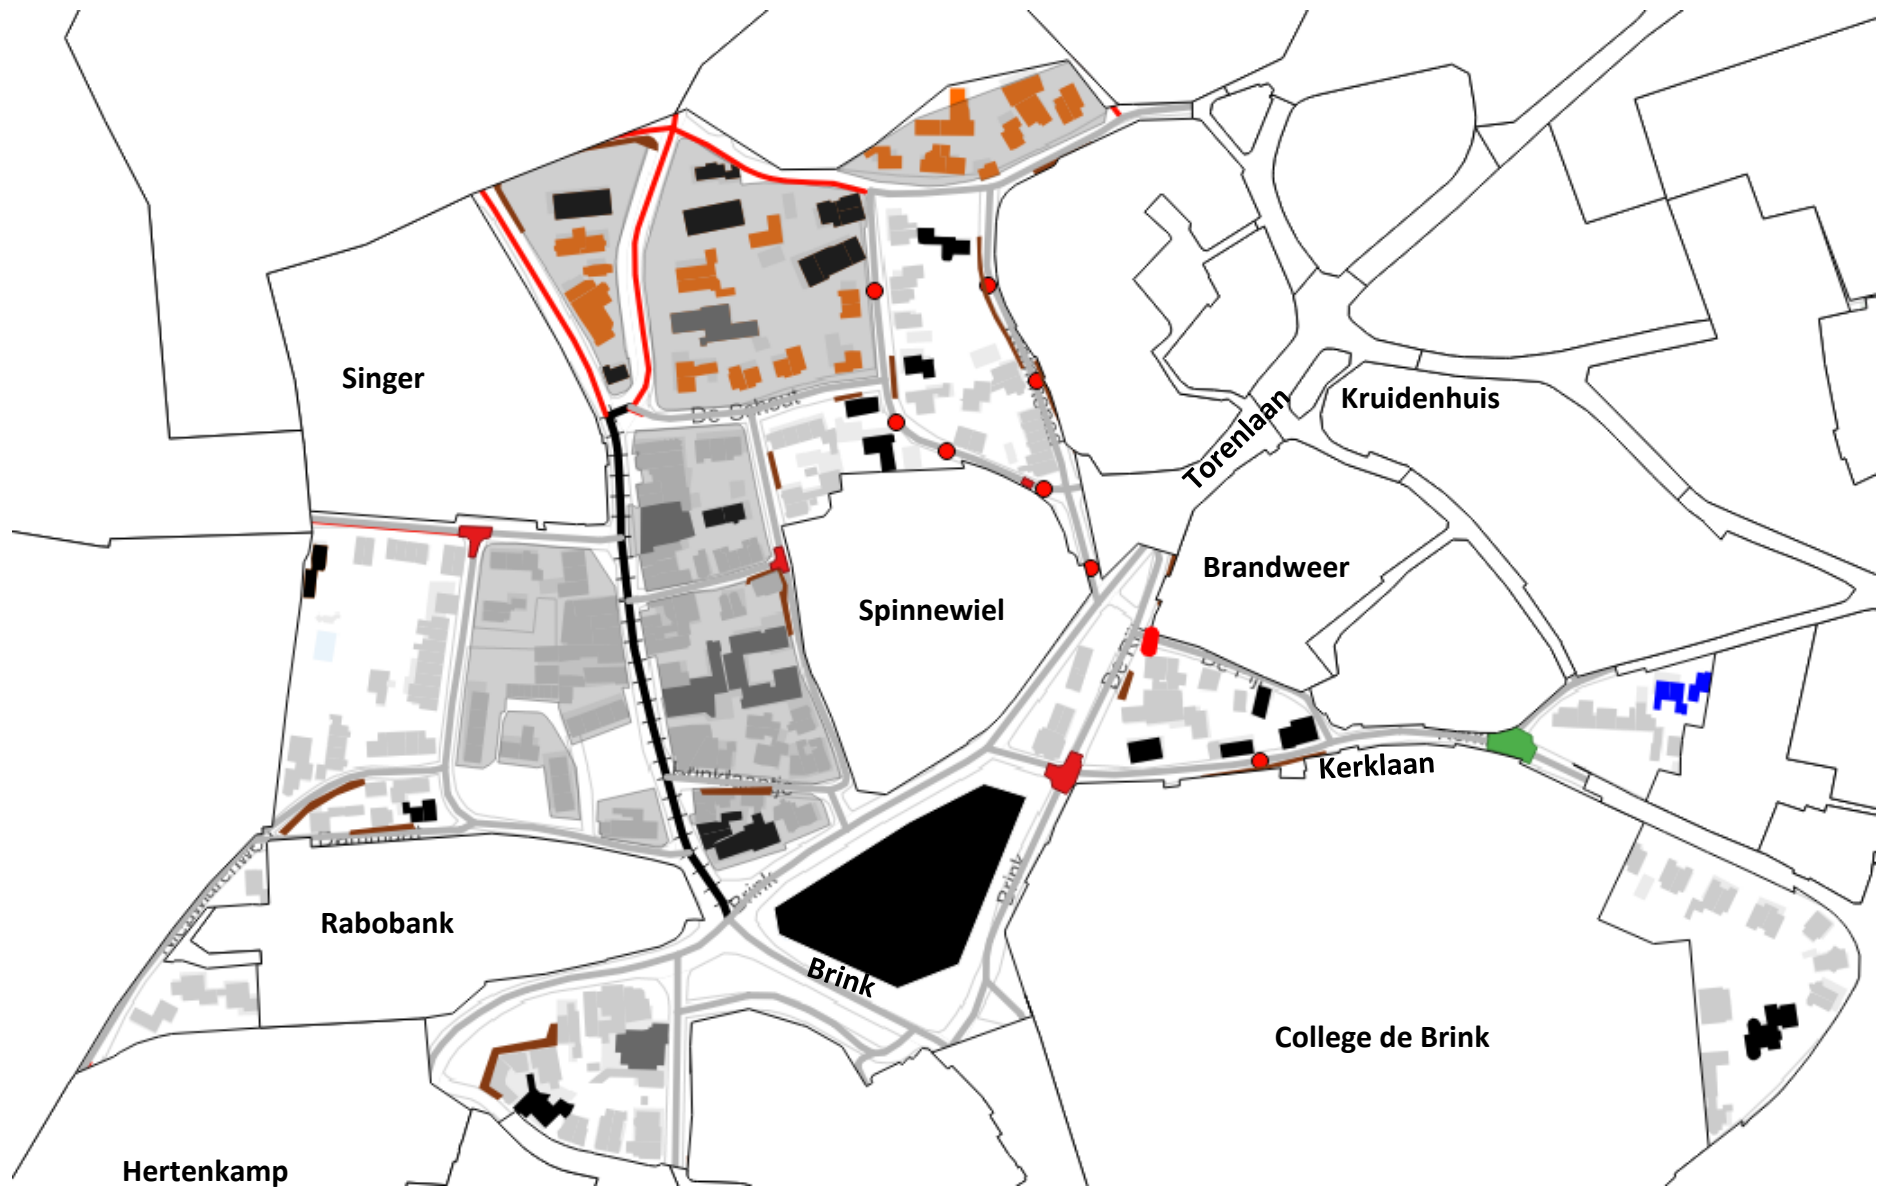 De Schout
Singer
Kruidenhuis
Torenlaan
Brandweer
Spinnewiel
Kerklaan
Brink
Brink
Rabobank
Brink
College de Brink
Hertenkamp